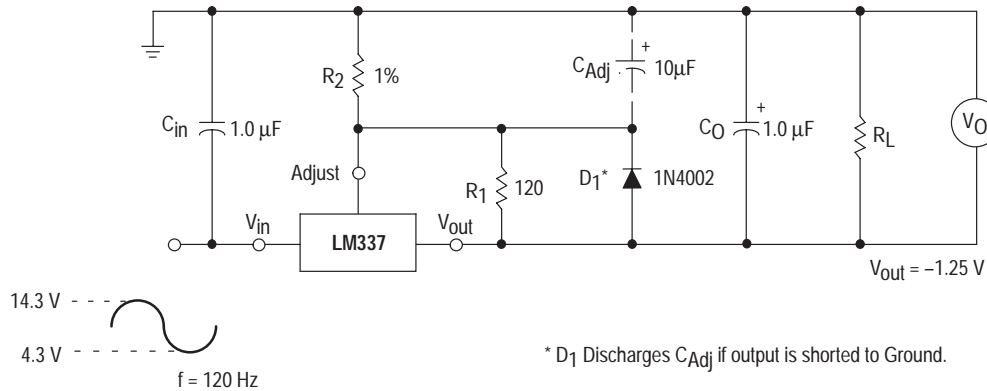 R2 1%
CAdj + 10µF
Cin 1.0 µF
CO + 1.0 µF
RL
VO
Adjust
R1 120
D1* 1N4002
Vin
LM337
Vout
Vout = –1.25 V
14.3 V
4.3 V
f = 120 Hz
* D1 Discharges CAdj if output is shorted to Ground.